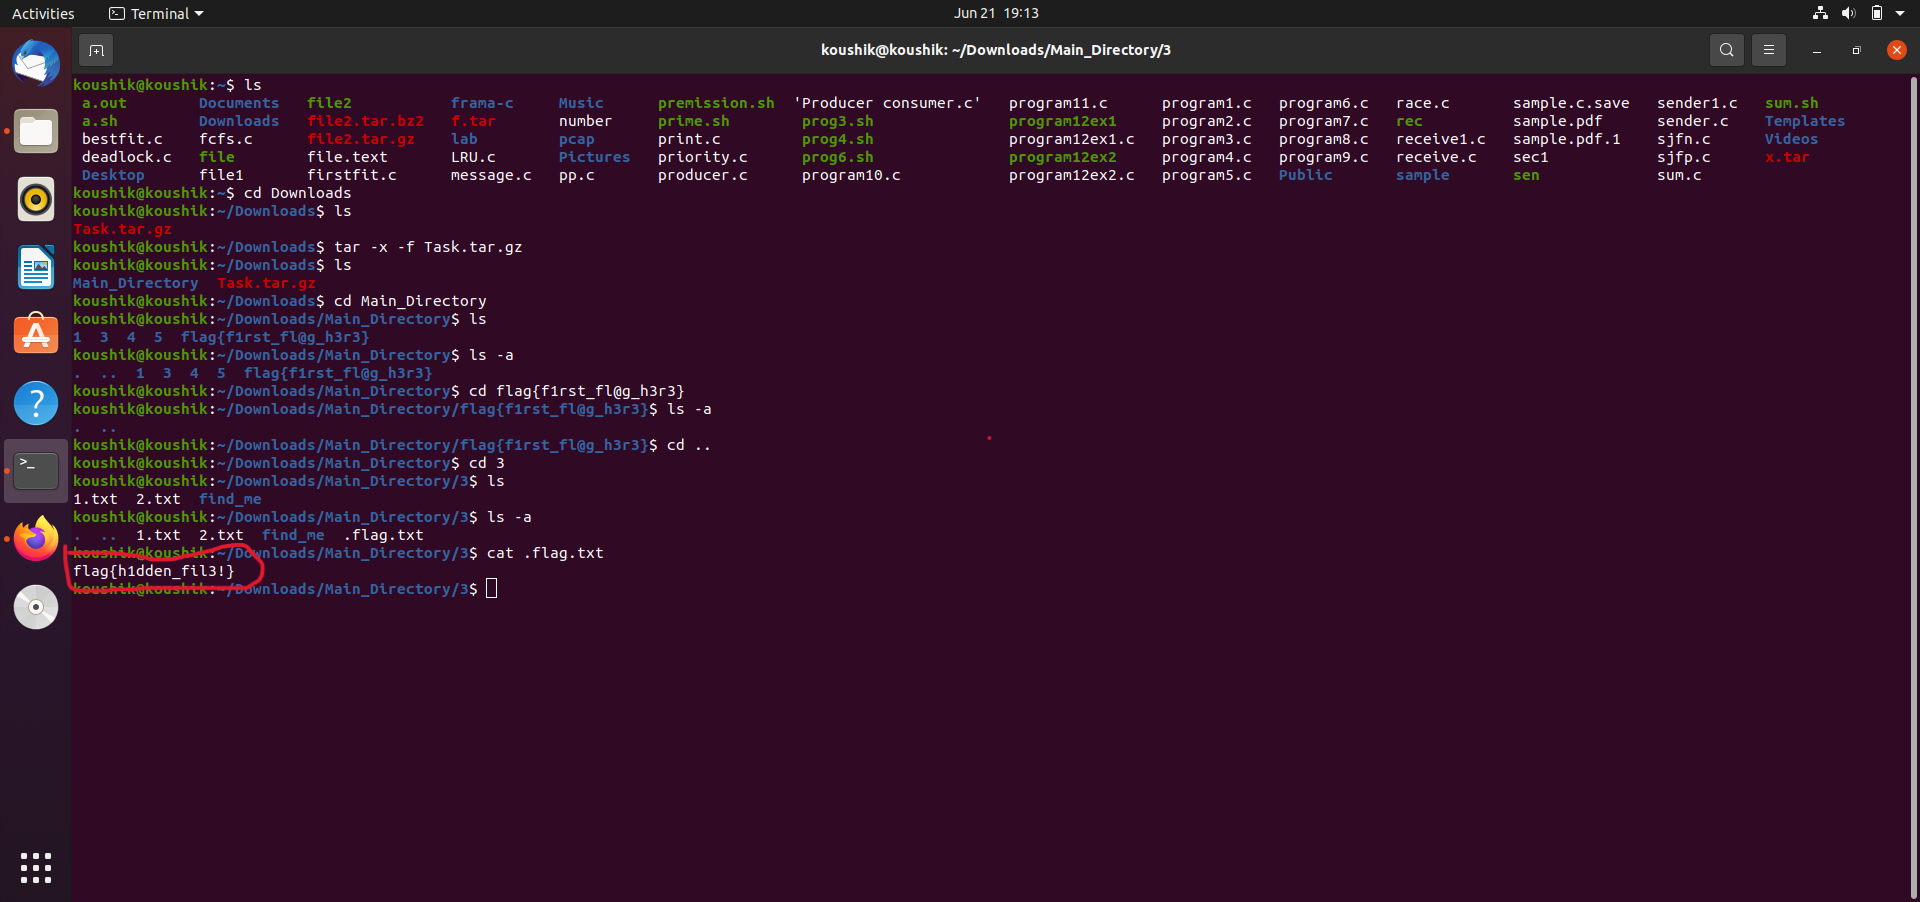 Activities Terminal Jun 21 19:13
koushik@koushik: ~/Downloads/Main_Directory/3
koushik@koushik:~$ ls
a.out Documents file2 frama-c Music premission.sh 'Producer consumer.c' program11.c program1.c program6.c race.c sample.c.save sender1.c sum.sh
a.sh Downloads file2.tar.bz2 f.tar number prime.sh prog3.sh program12ex1 program2.c program7.c rec sample.pdf sender.c Templates
bestfit.c fcfs.c file2.tar.gz lab pcap print.c prog4.sh program12ex1.c program3.c program8.c receive1.c sample.pdf.1 sjfn.c Videos
deadlock.c file file.text LRU.c Pictures priority.c prog6.sh program12ex2 program4.c program9.c receive.c sec1 sjfp.c x.tar
Desktop file1 firstfit.c message.c pp.c producer.c program10.c program12ex2.c program5.c Public sample sen sum.c
koushik@koushik:~$ cd Downloads
koushik@koushik:~/Downloads$ ls
Task.tar.gz
koushik@koushik:~/Downloads$ tar -x -f Task.tar.gz
koushik@koushik:~/Downloads$ ls
Main_Directory Task.tar.gz
koushik@koushik:~/Downloads$ cd Main_Directory
koushik@koushik:~/Downloads/Main_Directory$ ls
1 3 4 5 flag{f1rst_fl@g_h3r3}
koushik@koushik:~/Downloads/Main_Directory$ ls -a
. .. 1 3 4 5 flag{f1rst_fl@g_h3r3}
koushik@koushik:~/Downloads/Main_Directory$ cd flag{f1rst_fl@g_h3r3}
koushik@koushik:~/Downloads/Main_Directory/flag{f1rst_fl@g_h3r3}$ ls -a
. ..
koushik@koushik:~/Downloads/Main_Directory/flag{f1rst_fl@g_h3r3}$ cd ..
koushik@koushik:~/Downloads/Main_Directory$ cd 3
koushik@koushik:~/Downloads/Main_Directory/3$ ls
1.txt 2.txt find_me
koushik@koushik:~/Downloads/Main_Directory/3$ ls -a
. .. 1.txt 2.txt find_me .flag.txt
koushik@koushik:~/Downloads/Main_Directory/3$ cat .flag.txt
flag{h1dden_fil3!}
koushik@koushik:~/Downloads/Main_Directory/3$